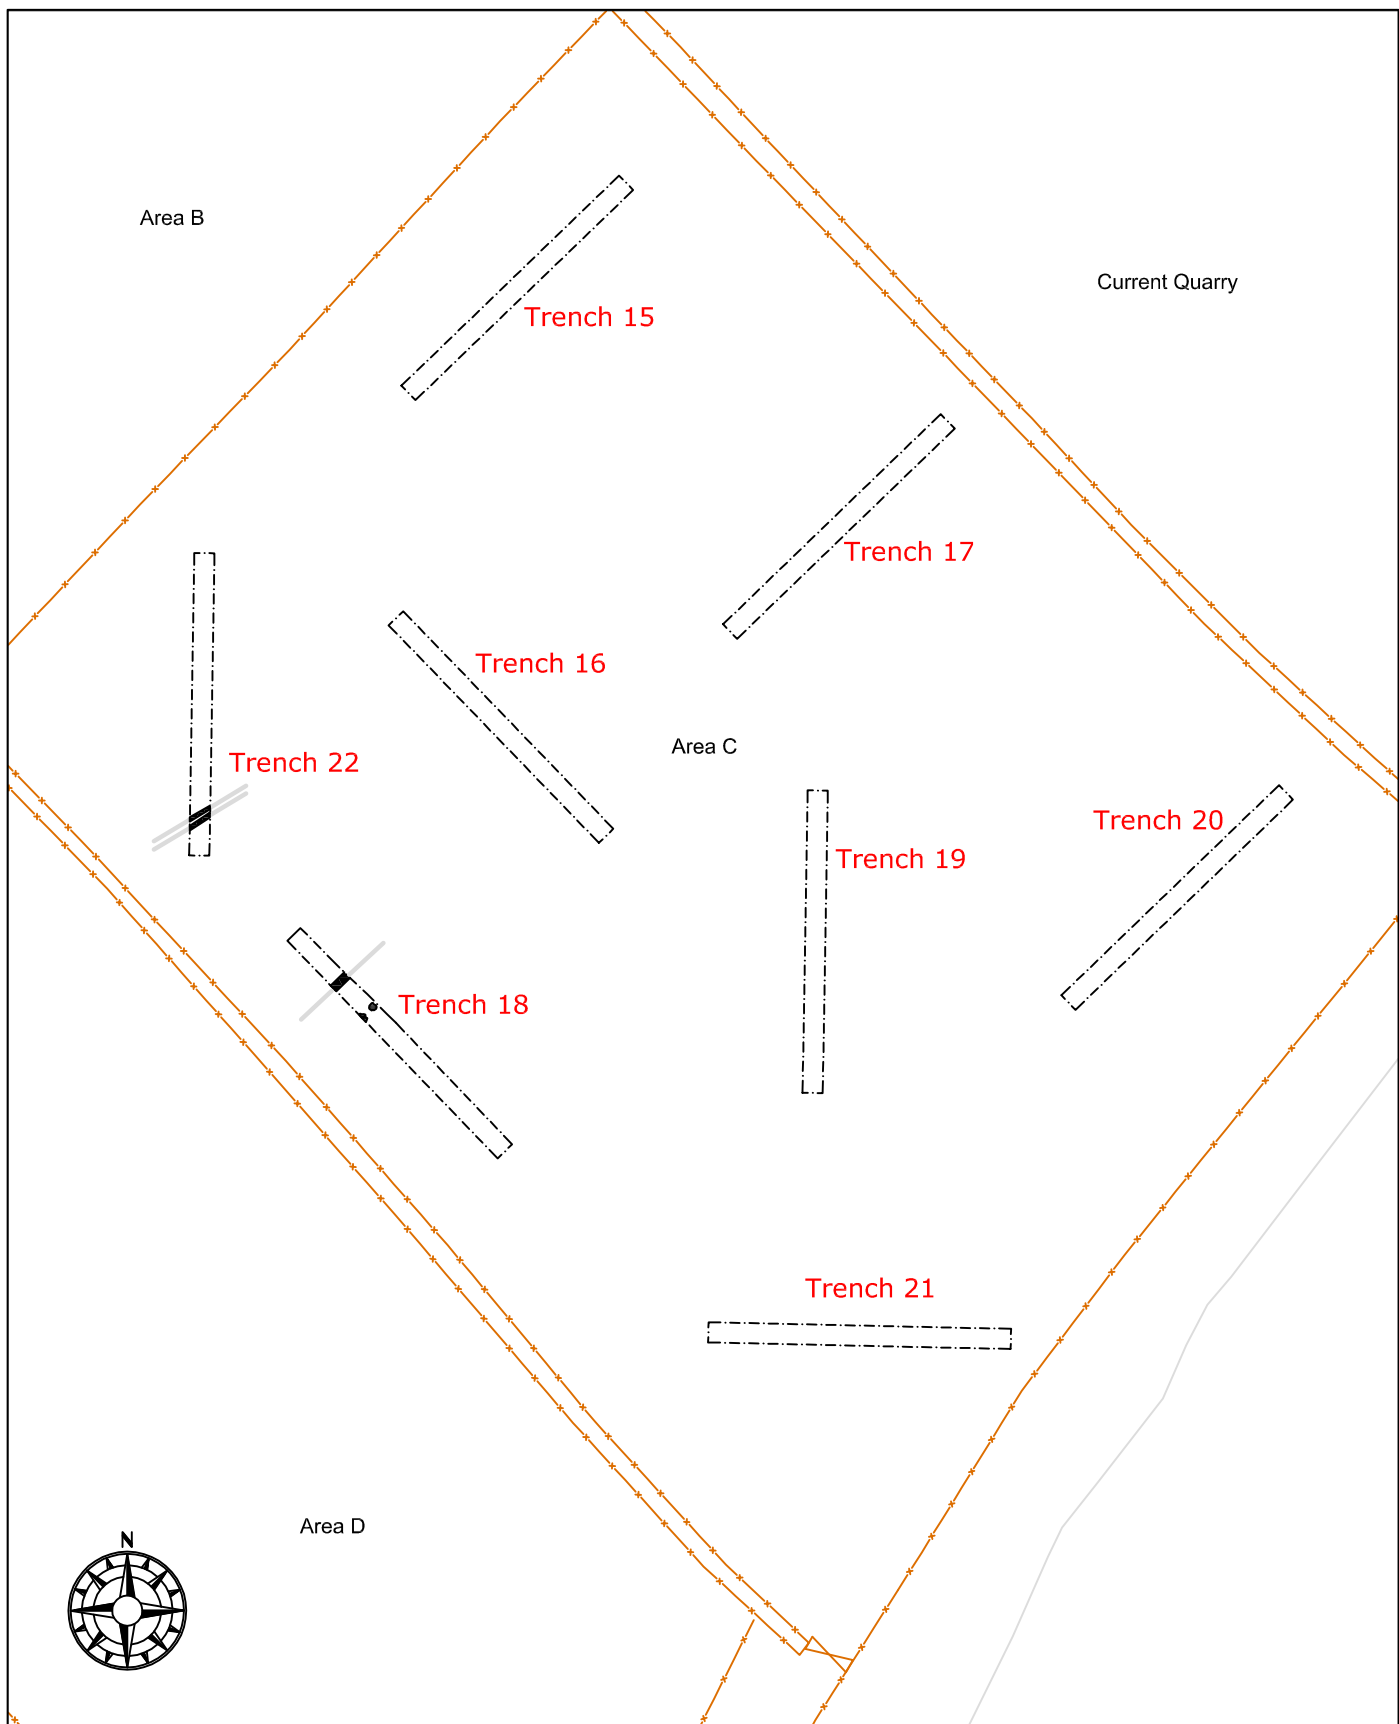 Area B
Current Quarry
Trench 15
Trench 17
Trench 16
Area C
Trench 22
Trench 20
Trench 19
Trench 18
Trench 21
Area D
N